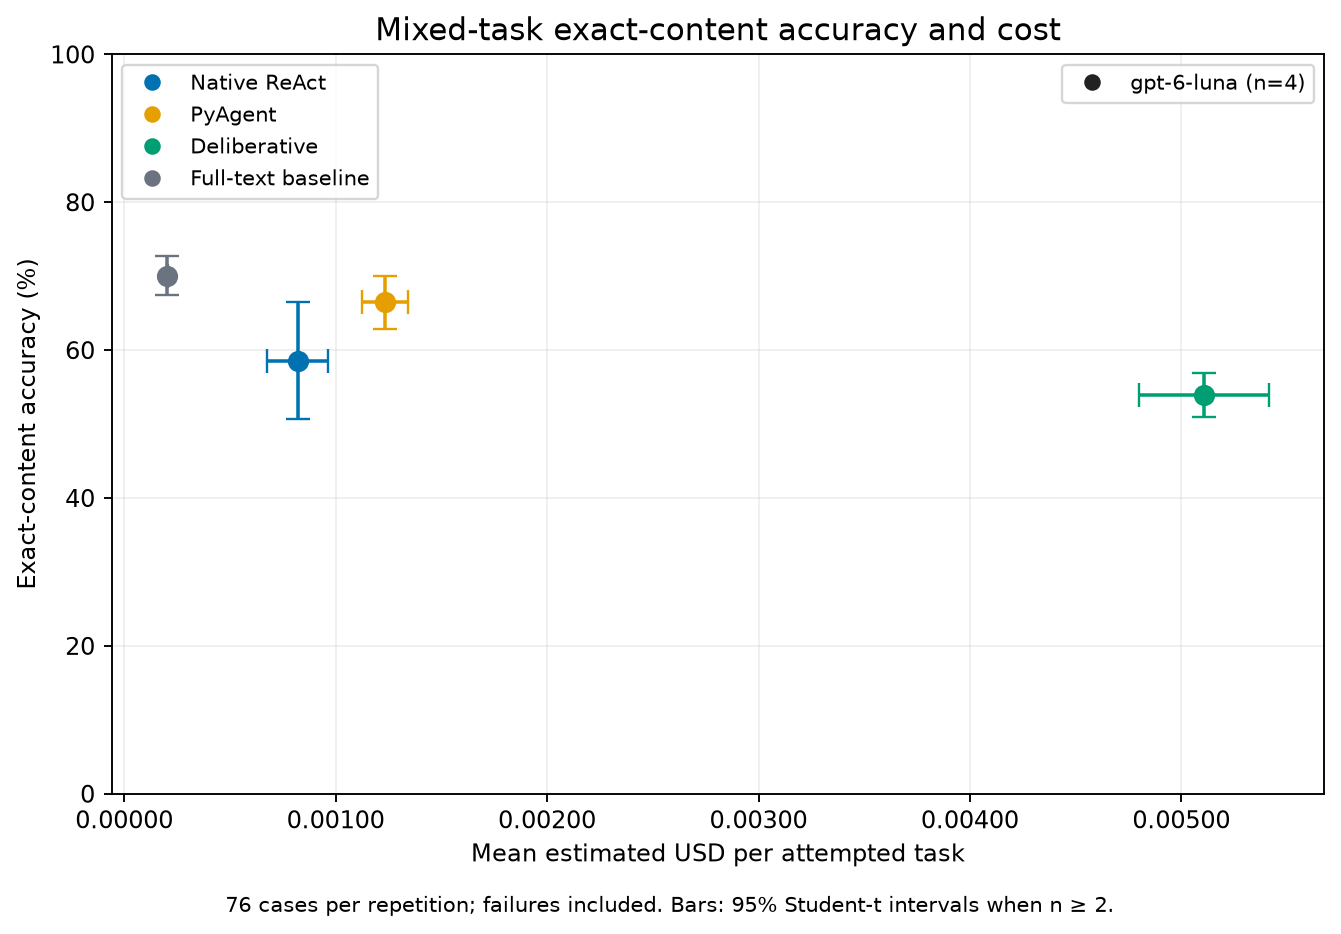 Mixed-task exact-content accuracy and cost
Native ReAct
PyAgent
Deliberative
Full-text baseline
gpt-6-luna (n=4)
Exact-content accuracy (%)
100
80
60
40
20
0
0.00000 0.00100 0.00200 0.00300 0.00400 0.00500
Mean estimated USD per attempted task
76 cases per repetition; failures included. Bars: 95% Student-t intervals when n ≥ 2.